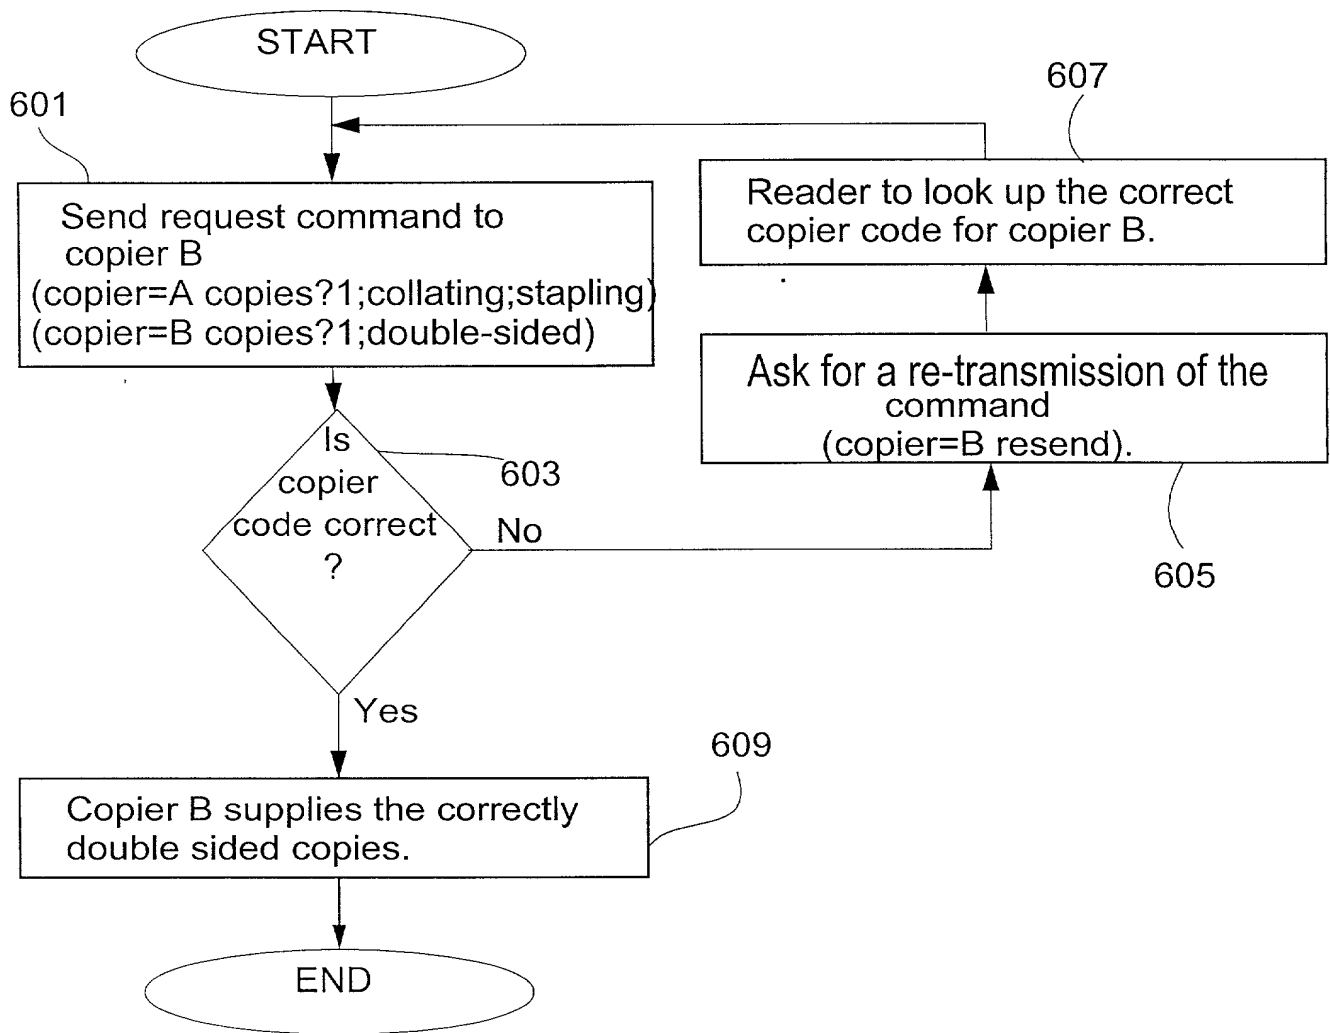 START
601
Send request command to
copier B
(copier=A copies?1;collating;stapling)
(copier=B copies?1;double-sided)
Is
copier
code correct
?
603
No
Yes
607
Reader to look up the correct
copier code for copier B.
Ask for a re-transmission of the
command
(copier=B resend).
605
609
Copier B supplies the correctly
double sided copies.
END